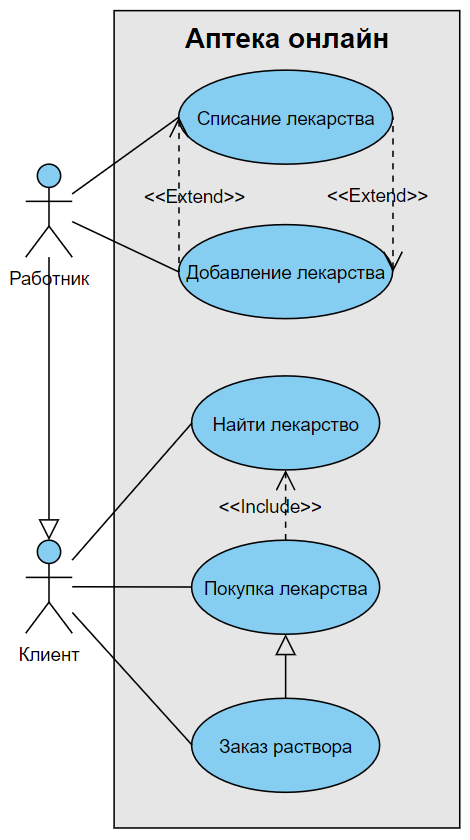 Аптека онлайн
Списание лекарства
<<Extend>>
<<Extend>>
Добавление лекарства
Работник
Найти лекарство
<<Include>>
Покупка лекарства
Клиент
Заказ раствора